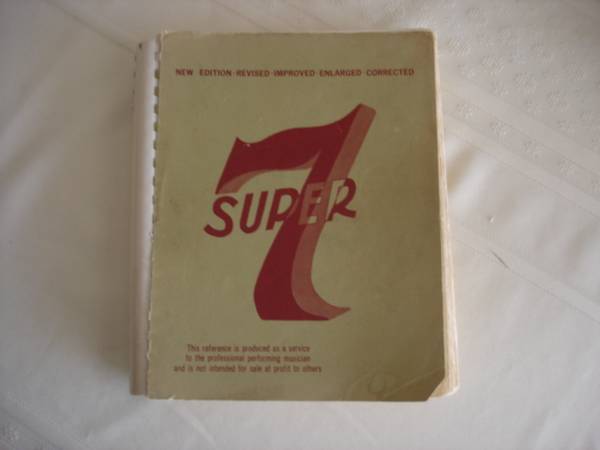 NEW EDITION·REVISED·IMPROVED·ENLARGED·CORRECTED
7
SUPER
This reference is produced as a service
to the professional performing musician
and is not intended for sale at profit to others